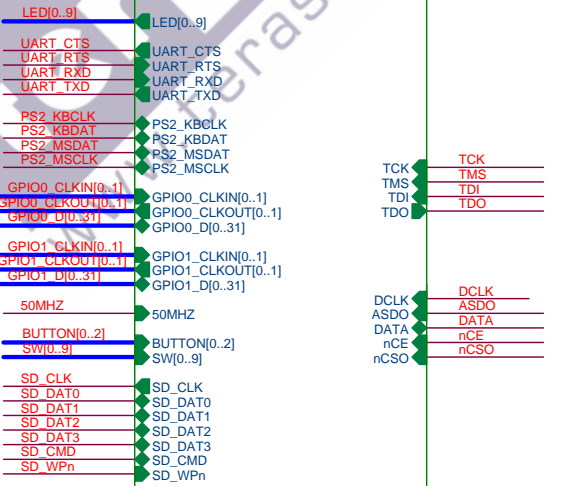 LED[0..9] LED[0..9]
UART_CTS UART_CTS
UART_RTS UART_RTS
UART_RXD UART_RXD
UART_TXD UART_TXD
PS2_KBCLK PS2_KBCLK
PS2_KBDAT PS2_KBDAT
PS2_MSDAT PS2_MSDAT
PS2_MSCLK PS2_MSCLK
GPIO0_CLKIN[0..1] GPIO0_CLKIN[0..1]
GPIO0_CLKOUT[0..1] GPIO0_CLKOUT[0..1]
GPIO0_D[0..31] GPIO0_D[0..31]
GPIO1_CLKIN[0..1] GPIO1_CLKIN[0..1]
GPIO1_CLKOUT[0..1] GPIO1_CLKOUT[0..1]
GPIO1_D[0..31] GPIO1_D[0..31]
50MHZ 50MHZ
BUTTON[0..2] BUTTON[0..2]
SW[0..9] SW[0..9]
SD_CLK SD_CLK
SD_DAT0 SD_DAT0
SD_DAT1 SD_DAT1
SD_DAT2 SD_DAT2
SD_DAT3 SD_DAT3
SD_CMD SD_CMD
SD_WPn SD_WPn
TCK TCK
TMS TMS
TDI TDI
TDO TDO
DCLK DCLK
ASDO ASDO
DATA DATA
nCE nCE
nCSO nCSO
www.teras